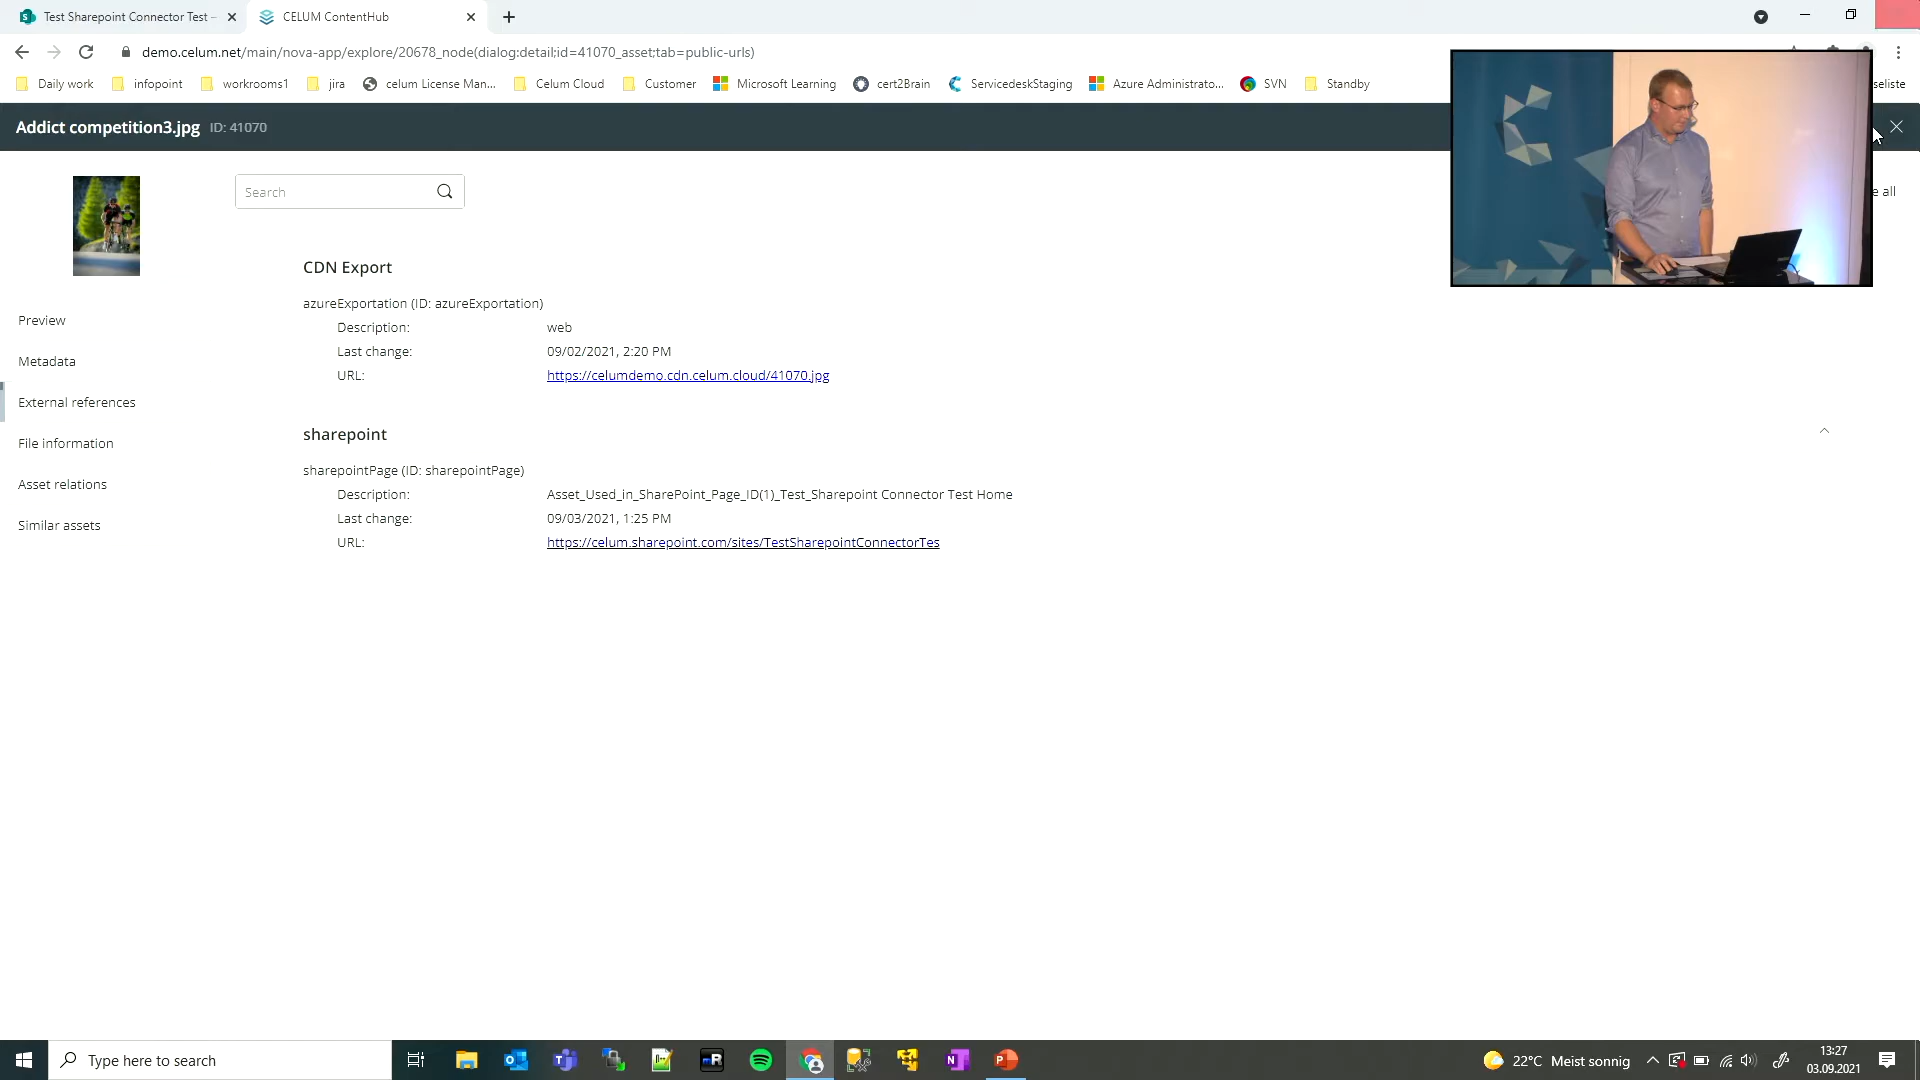 Test Sharepoint Connector Test –
CELUM ContentHub
demo.celum.net/main/nova-app/explore/20678_node(dialog:detail;id=41070_asset;tab=public-urls)
Daily work
infopoint
workrooms1
jira
celum License Man...
Celum Cloud
Customer
Microsoft Learning
cert2Brain
ServicedeskStaging
Azure Administrato...
SVN
Standby
seliste
Addict competition3.jpg ID: 41070
Search
e all
CDN Export
azureExportation (ID: azureExportation)
Description: web
Last change: 09/02/2021, 2:20 PM
URL: https://celumdemo.cdn.celum.cloud/41070.jpg
Preview
Metadata
External references
File information
Asset relations
Similar assets
sharepoint
sharepointPage (ID: sharepointPage)
Description: Asset_Used_in_SharePoint_Page_ID(1)_Test_Sharepoint Connector Test Home
Last change: 09/03/2021, 1:25 PM
URL: https://celum.sharepoint.com/sites/TestSharepointConnectorTes
Type here to search
22°C Meist sonnig
13:27
03.09.2021